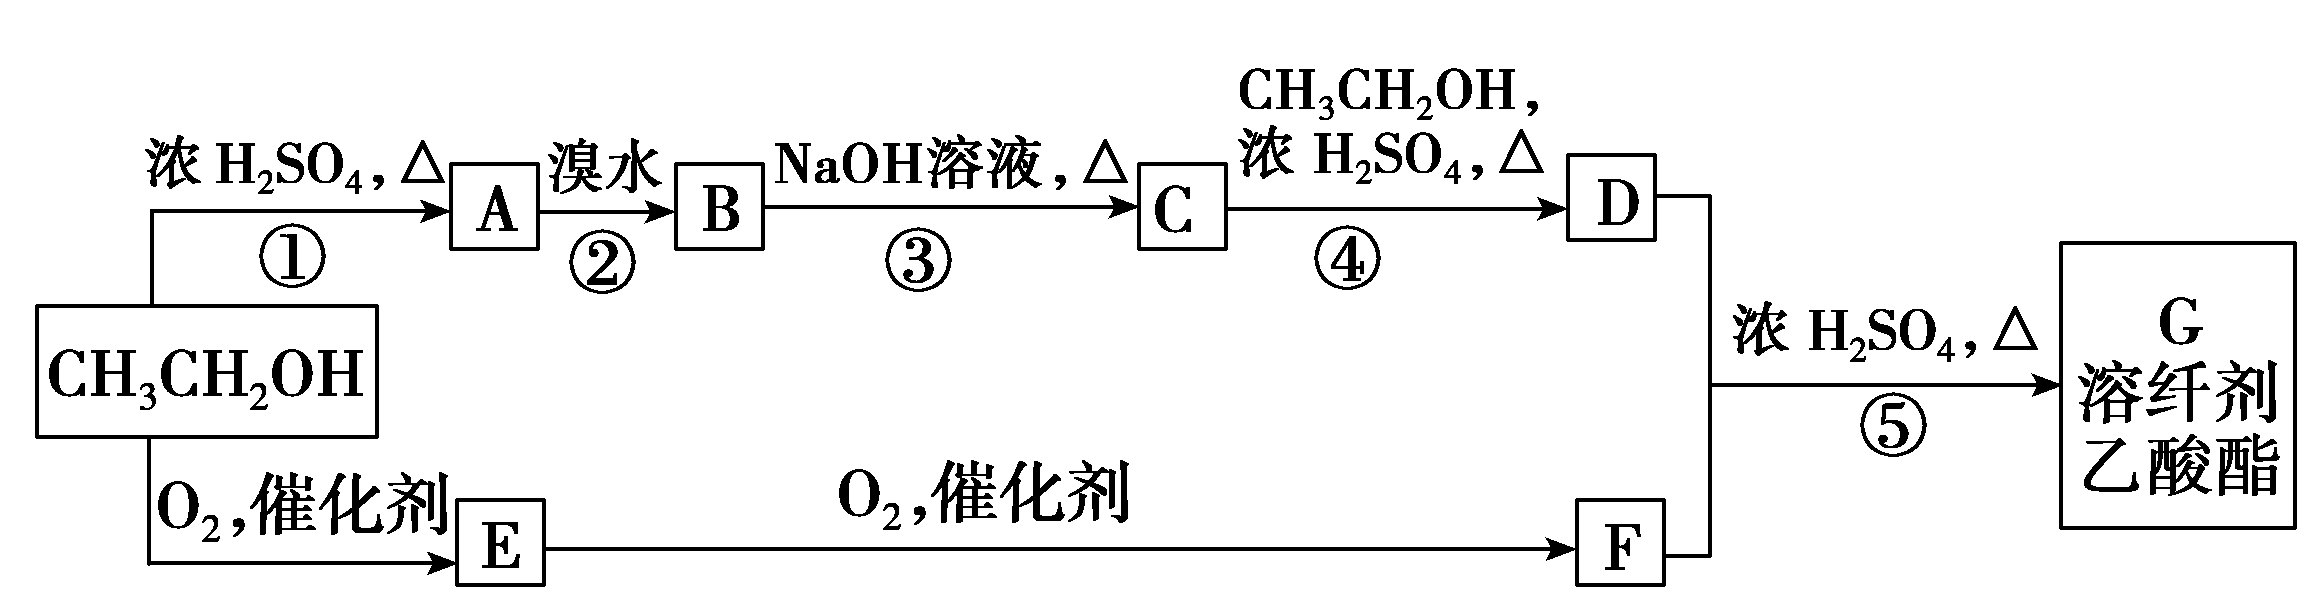 CH₃CH₂OH,
浓 H₂SO₄, △
A
溴水
B
NaOH溶液, △
C
浓 H₂SO₄, △
D
①
②
③
④
CH₃CH₂OH
浓 H₂SO₄, △
⑤
G
溶纤剂
乙酸酯
O₂,催化剂
E
O₂,催化剂
F